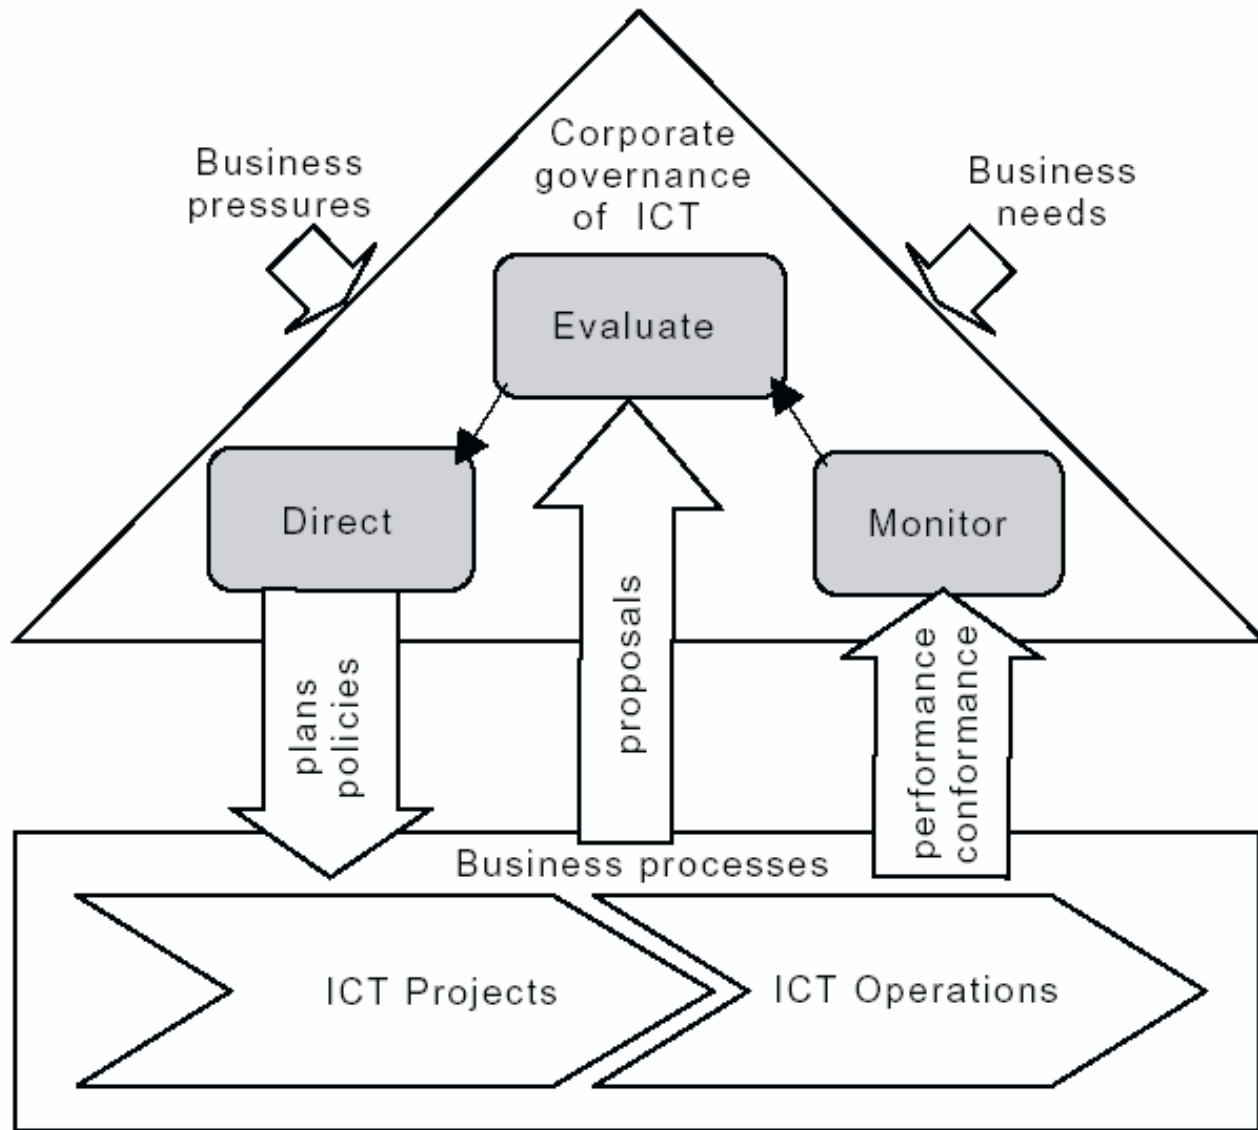 Corporate
governance
of ICT
Business
pressures
Business
needs
Evaluate
Direct
Monitor
plans
policies
proposals
performance
conformance
Business processes
ICT Projects
ICT Operations